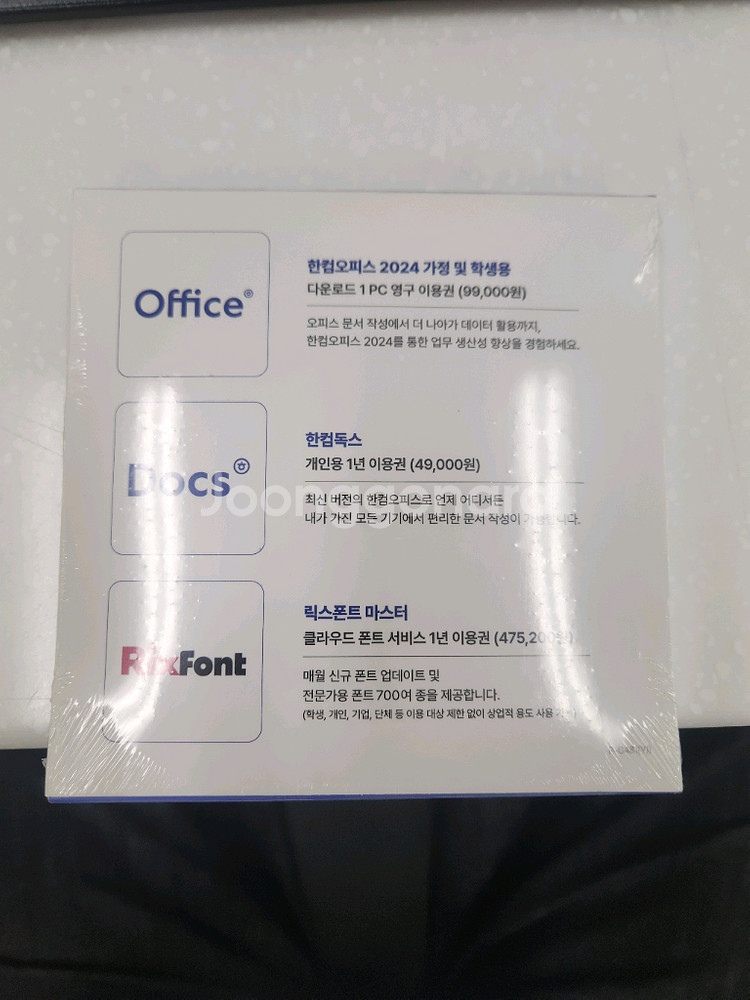 Office®
한컴오피스 2024 가정 및 학생용
다운로드 1 PC 영구 이용권 (99,000원)
오피스 문서 작성에서 더 나아가 데이터 활용까지,
한컴오피스 2024를 통한 업무 생산성 향상을 경험하세요.
Docs
한컴독스
개인용 1년 이용권 (49,000원)
최신 버전의 한컴오피스로 언제 어디서든
내가 가진 모든 기기에서 편리한 문서 작성이
Joonggonara
RixFont
릭스폰트 마스터
클라우드 폰트 서비스 1년 이용권
매월 신규 폰트 업데이트 및
전문가용 폰트 700여 종을 제공합니다.
(학생, 개인, 기업, 단체 등 이용 대상 제한 없이 상업적 용도 사용